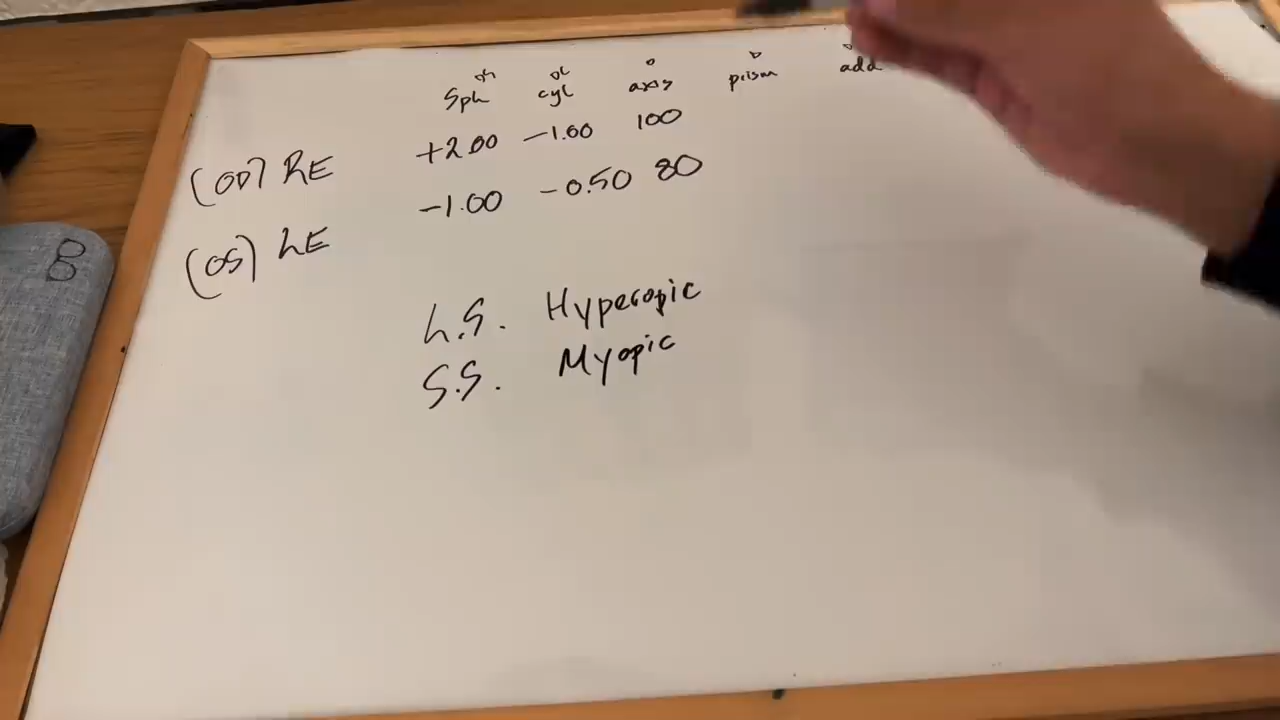 Sph cyl axis prism add
(OD) RE +2.00 -1.00 100
(OS) LE -1.00 -0.50 80
L.S. Hyperopic
S.S. Myopic